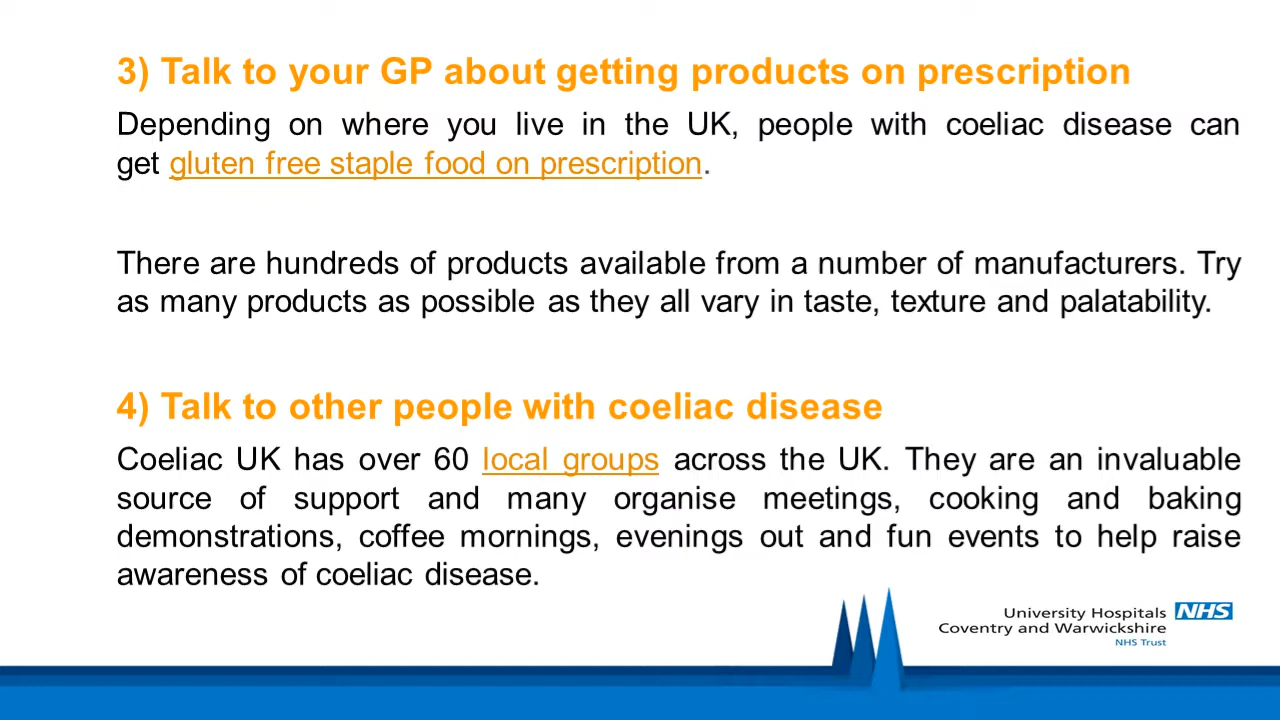 3) Talk to your GP about getting products on prescription
Depending on where you live in the UK, people with coeliac disease can
get gluten free staple food on prescription.
There are hundreds of products available from a number of manufacturers. Try
as many products as possible as they all vary in taste, texture and palatability.
4) Talk to other people with coeliac disease
Coeliac UK has over 60 local groups across the UK. They are an invaluable
source of support and many organise meetings, cooking and baking
demonstrations, coffee mornings, evenings out and fun events to help raise
awareness of coeliac disease.
University Hospitals NHS
Coventry and Warwickshire
NHS Trust